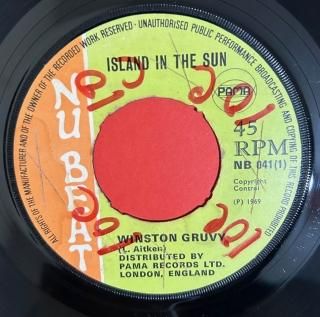 ALL RIGHTS OF THE MANUFACTURER AND OF THE OWNER OF THE RECORDED WORK RESERVED · UNAUTHORISED PUBLIC PERFORMANCE BROADCASTING AND COPYING OF THIS RECORD PROHIBITED
ISLAND IN THE SUN
NU BEAT
PAMA
45
RPM
NB 041(1)
Copyright
Control
(P) 1969
WINSTON GRUVY
(L. Aitken)
DISTRIBUTED BY
PAMA RECORDS LTD.
LONDON, ENGLAND